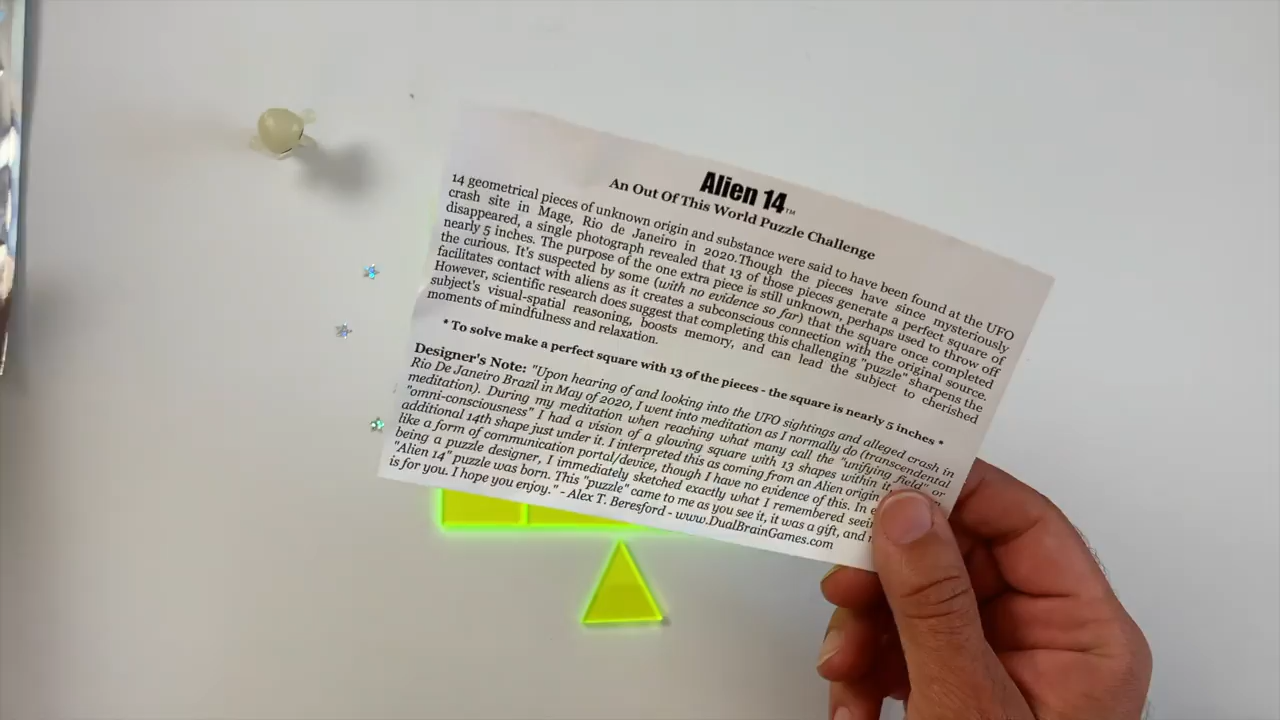 Alien 14™
An Out Of This World Puzzle Challenge
14 geometrical pieces of unknown origin and substance were said to have been found at the UFO
crash site in Mage, Rio de Janeiro in 2020. Though the pieces have since mysteriously
disappeared, a single photograph revealed that 13 of those pieces generate a perfect square of
nearly 5 inches. The purpose of the one extra piece is still unknown, perhaps used to throw off
the curious. It's suspected by some (with no evidence so far) that the square once completed
facilitates contact with aliens as it creates a subconscious connection with the original source.
However, scientific research does suggest that completing this challenging "puzzle" sharpens the
subject's visual-spatial reasoning, boosts memory, and can lead the subject to cherished
moments of mindfulness and relaxation.
* To solve make a perfect square with 13 of the pieces - the square is nearly 5 inches *
Designer's Note: "Upon hearing of and looking into the UFO sightings and alleged crash in
Rio De Janeiro Brazil in May of 2020, I went into meditation as I normally do (transcendental
meditation). During my meditation when reaching what many call the "unifying field" or
"omni-consciousness" I had a vision of a glowing square with 13 shapes within
additional 14th shape just under it. I interpreted this as coming from an Alien origin
like a form of communication portal/device, though I have no evidence of this. In
being a puzzle designer, I immediately sketched exactly what I remembered
"Alien 14" puzzle was born. This "puzzle" came to me as you see it, it was a gift, and
is for you. I hope you enjoy." - Alex T. Beresford - www.DualBrainGames.com